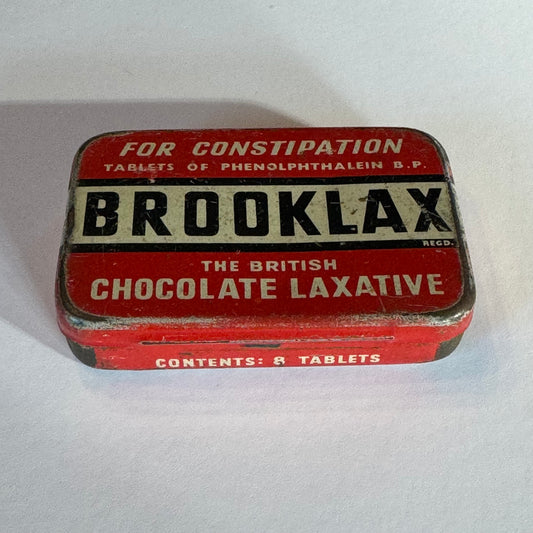 FOR CONSTIPATION
TABLETS OF PHENOLPHTHALEIN B.P.
BROOKLAX
REGD.
THE BRITISH
CHOCOLATE LAXATIVE
CONTENTS: 8 TABLETS